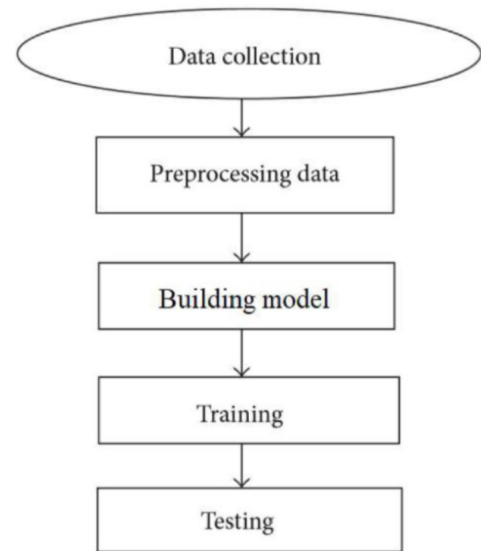 Data collection
Preprocessing data
Building model
Training
Testing